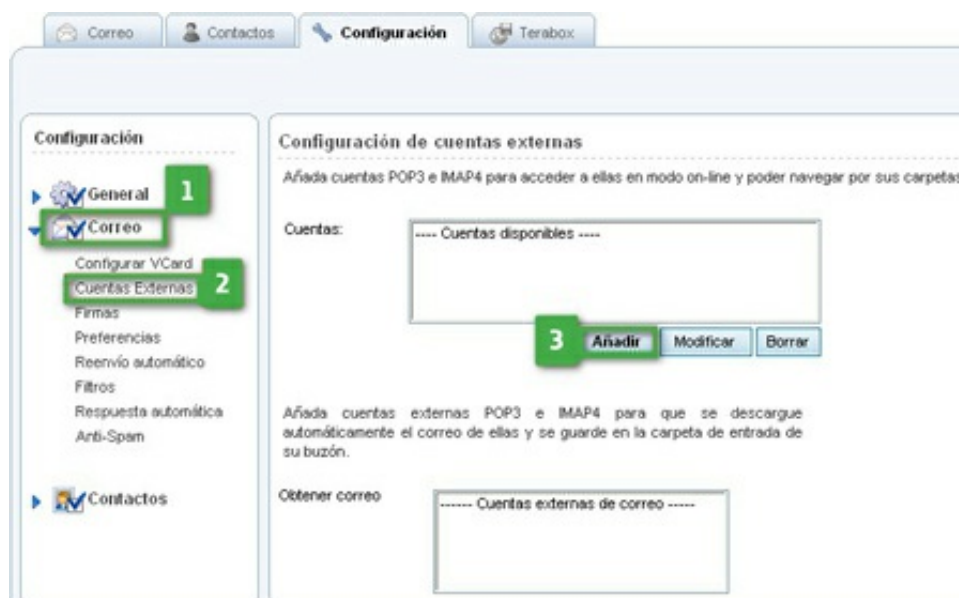 Correo
Contactos
Configuración
Terabox
Configuración
General
1
Correo
Configurar VCard
Cuentas Externas
2
Firmas
Preferencias
Reenvío automático
Filtros
Respuesta automática
Anti-Spam
Contactos
Configuración de cuentas externas
Añada cuentas POP3 e IMAP4 para acceder a ellas en modo on-line y poder navegar por sus carpetas
Cuentas:
---- Cuentas disponibles ----
3
Añadir
Modificar
Borrar
Añada cuentas externas POP3 e IMAP4 para que se descargue
automáticamente el correo de ellas y se guarde en la carpeta de entrada de
su buzón.
Obtener correo
------ Cuentas externas de correo -----